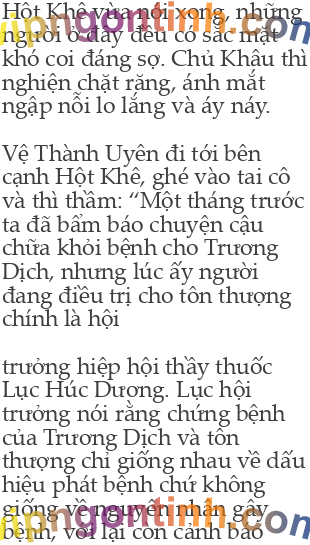 Hột Khê vừa nói xong, những
người ở đây đều có sắc mặt
khó coi đáng sợ. Chủ Khâu thì
nghiện chặt răng, ánh mắt
ngập nỗi lo lắng và áy náy.
Vệ Thành Uyên đi tới bên
cạnh Hột Khê, ghé vào tai cô
và thì thầm: “Một tháng trước
ta đã bẩm báo chuyện cậu
chữa khỏi bệnh cho Trương
Dịch, nhưng lúc ấy người
đang điều trị cho tôn thượng
chính là hội
trưởng hiệp hội thầy thuốc
Lục Húc Dương. Lục hội
trưởng nói rằng chứng bệnh
của Trương Dịch và tôn
thượng chỉ giống nhau về dấu
hiệu phát bệnh chứ không
giống về nguyên nhân gây
bệnh, với lại còn cảnh báo